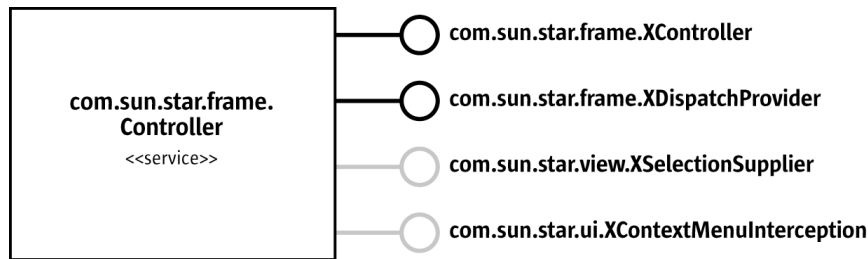 com.sun.star.frame.XController
com.sun.star.frame.
Controller
<<service>>
com.sun.star.frame.XDispatchProvider
com.sun.star.view.XSelectionSupplier
com.sun.star.ui.XContextMenuInterception